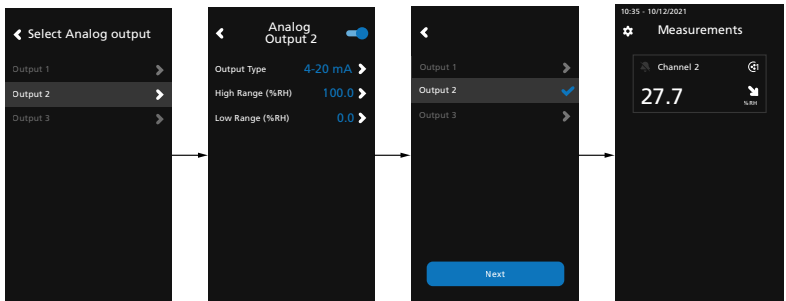 Select Analog output
Output 1
Output 2
Output 3
Analog
Output 2
Output Type 4-20 mA
High Range (%RH) 100.0
Low Range (%RH) 0.0
Output 1
Output 2
Output 3
Next
10:35 - 10/12/2021
Measurements
Channel 2 1
27.7 %RH